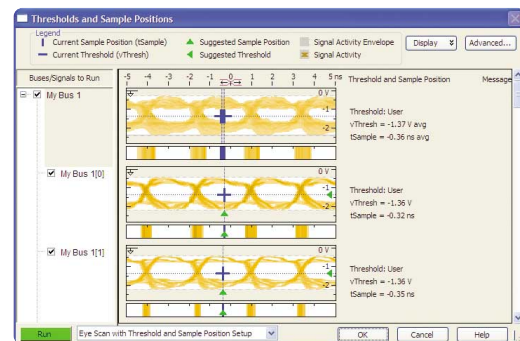 Thresholds and Sample Positions
Legend
Current Sample Position (tSample)
Suggested Sample Position
Signal Activity Envelope
Current Threshold (vThresh)
Suggested Threshold
Signal Activity
Display
Advanced...
Buses/Signals to Run
-5 -4 -3 -2 -1 0 1 2 3 4 5 ns
Threshold and Sample Position
Message
My Bus 1
0 V
-1
-2
Threshold: User
vThresh = -1.37 V avg
tSample = -0.36 ns avg
My Bus 1[0]
0 V
-1
-2
Threshold: User
vThresh = -1.36 V
tSample = -0.32 ns
My Bus 1[1]
0 V
-1
-2
Threshold: User
vThresh = -1.36 V
tSample = -0.35 ns
Run
Eye Scan with Threshold and Sample Position Setup
OK
Cancel
Help